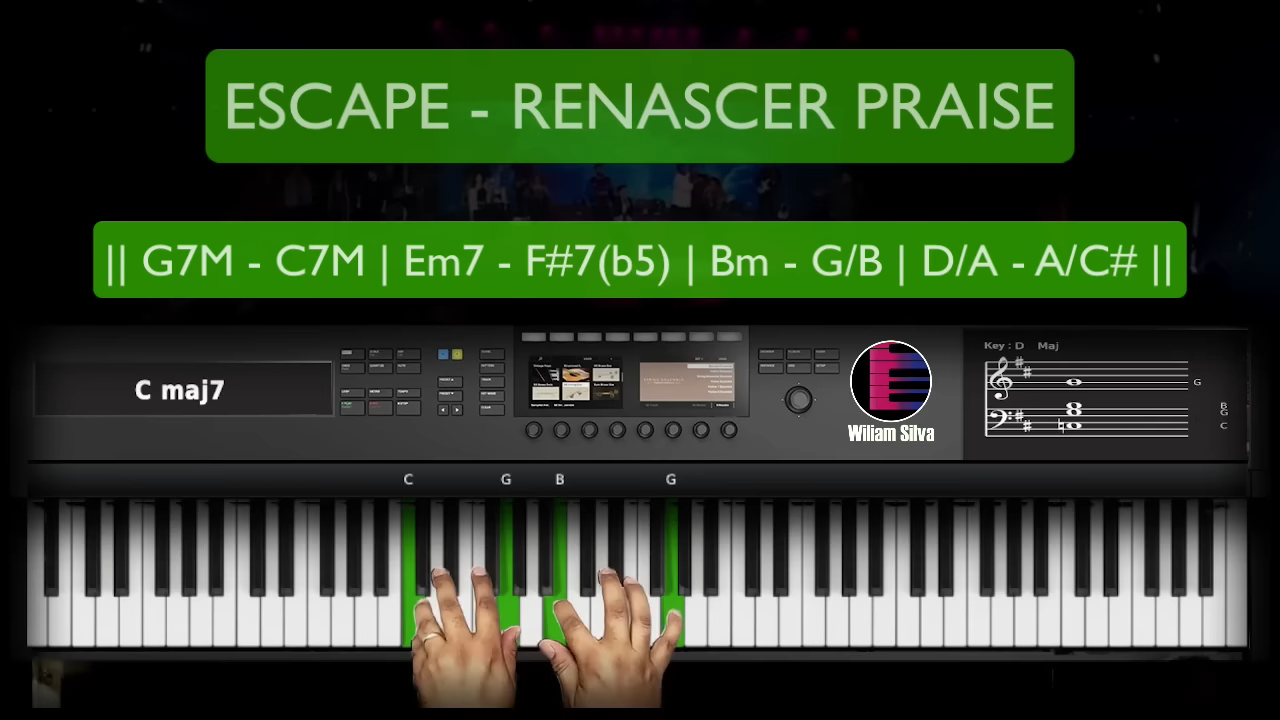 ESCAPE - RENASCER PRAISE
|| G7M - C7M | Em7 - F#7(b5) | Bm - G/B | D/A - A/C# ||
C maj7
Wiliam Silva
Key : D Maj
G
B
G
C
C G B G